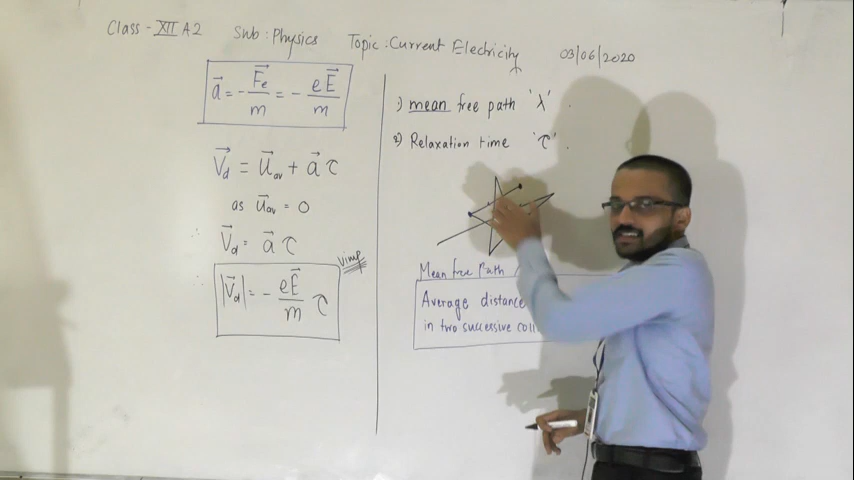 Class - XII A2 Sub : Physics Topic : Current Electricity 03/06/2020
a⃗ = - F⃗e/m = - eE⃗/m
V⃗d = u⃗av + a⃗ τ
as u⃗av = 0
∴ V⃗d = a⃗ τ
∴ |V⃗d| = - eE⃗/m τ
Vimp
1) mean free path 'λ'.
2) Relaxation time 'τ'.
Mean free Path
Average distance
in two successive